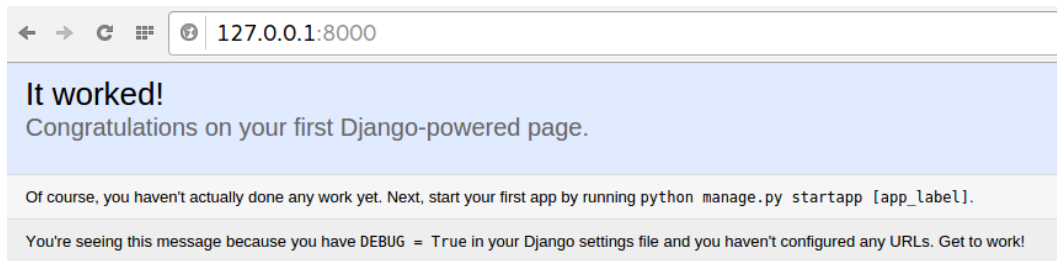 127.0.0.1:8000
It worked!
Congratulations on your first Django-powered page.
Of course, you haven't actually done any work yet. Next, start your first app by running python manage.py startapp [app_label].
You're seeing this message because you have DEBUG = True in your Django settings file and you haven't configured any URLs. Get to work!